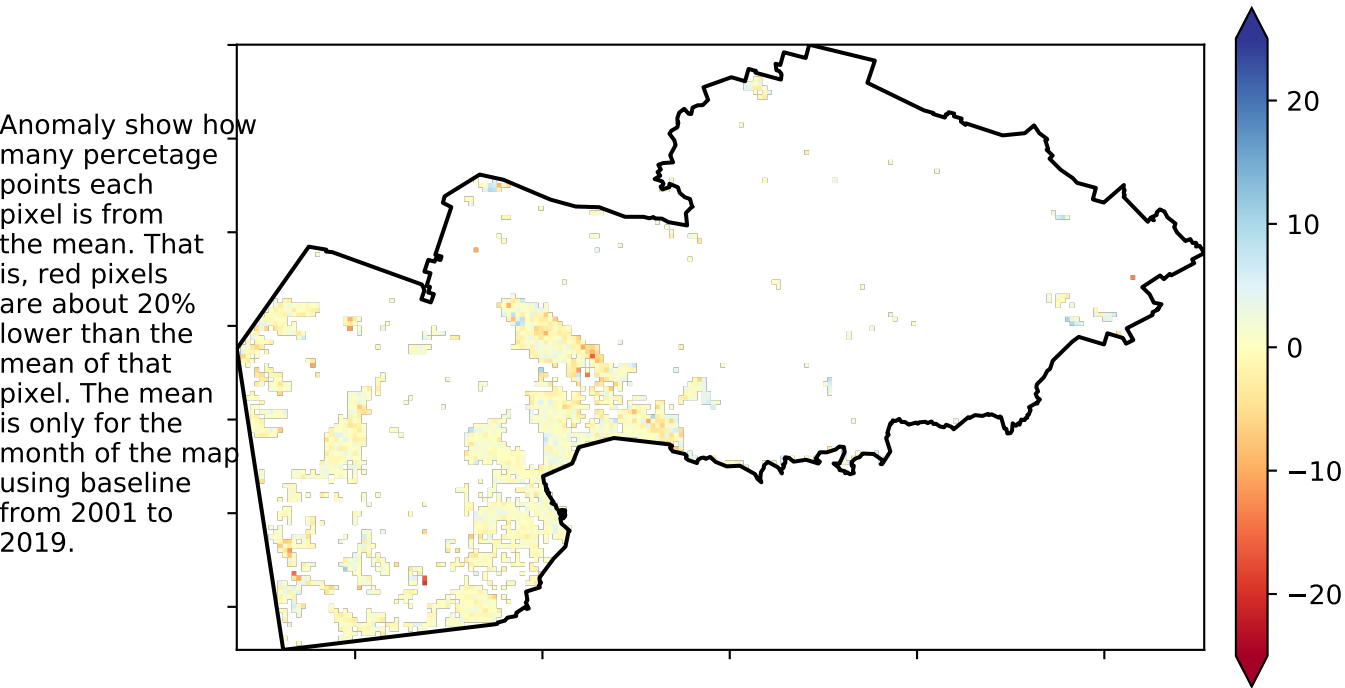 Anomaly show how
many percetage
points each
pixel is from
the mean. That
is, red pixels
are about 20%
lower than the
mean of that
pixel. The mean
is only for the
month of the map
using baseline
from 2001 to
2019.
20
10
0
−10
−20